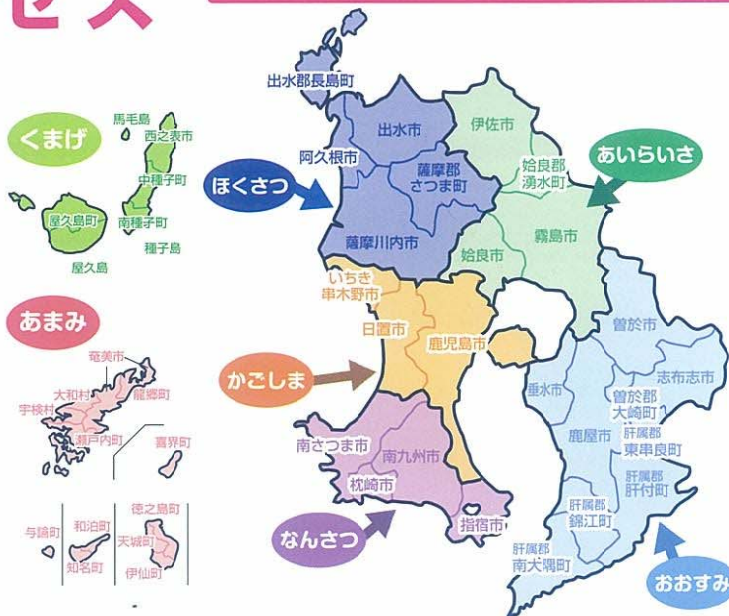 セス
くまげ
馬毛島
西之表市
中種子町
屋久島町
南種子町
種子島
屋久島
あまみ
奄美市
大和村
龍郷町
宇検村
瀬戸内町
喜界町
徳之島町
与論町
和泊町
天城町
知名町
伊仙町
出水郡長島町
出水市
伊佐市
阿久根市
薩摩郡
さつま町
姶良郡
湧水町
あいらいさ
ほくさつ
薩摩川内市
姶良市
霧島市
いちき
串木野市
日置市
鹿児島市
かごしま
曽於市
志布志市
垂水市
曽於郡
大崎町
鹿屋市
肝属郡
東串良町
肝属郡
肝付町
肝属郡
錦江町
肝属郡
南大隅町
おおすみ
南さつま市
南九州市
枕崎市
指宿市
なんさつ